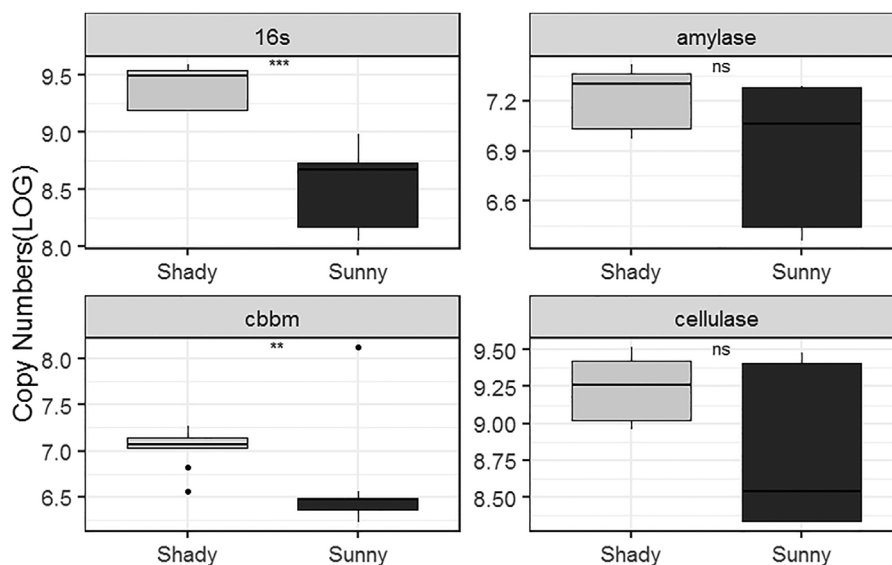 Copy Numbers(LOG)
16s
***
9.5
9.0
8.5
8.0
Shady Sunny
amylase
ns
7.2
6.9
6.6
Shady Sunny
cbbm
**
8.0
7.5
7.0
6.5
Shady Sunny
cellulase
ns
9.50
9.25
9.00
8.75
8.50
Shady Sunny